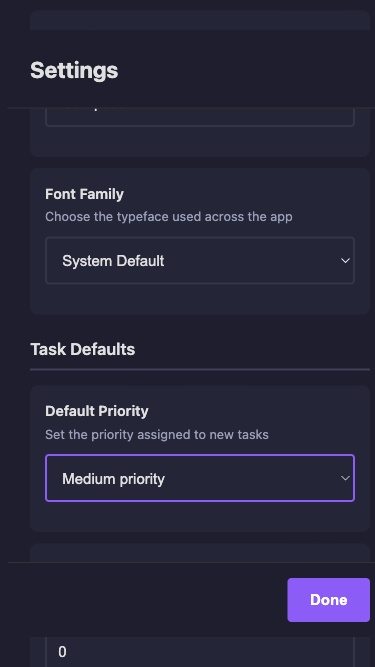 Settings
Font Family
Choose the typeface used across the app
System Default
Task Defaults
Default Priority
Set the priority assigned to new tasks
Medium priority
Done
0